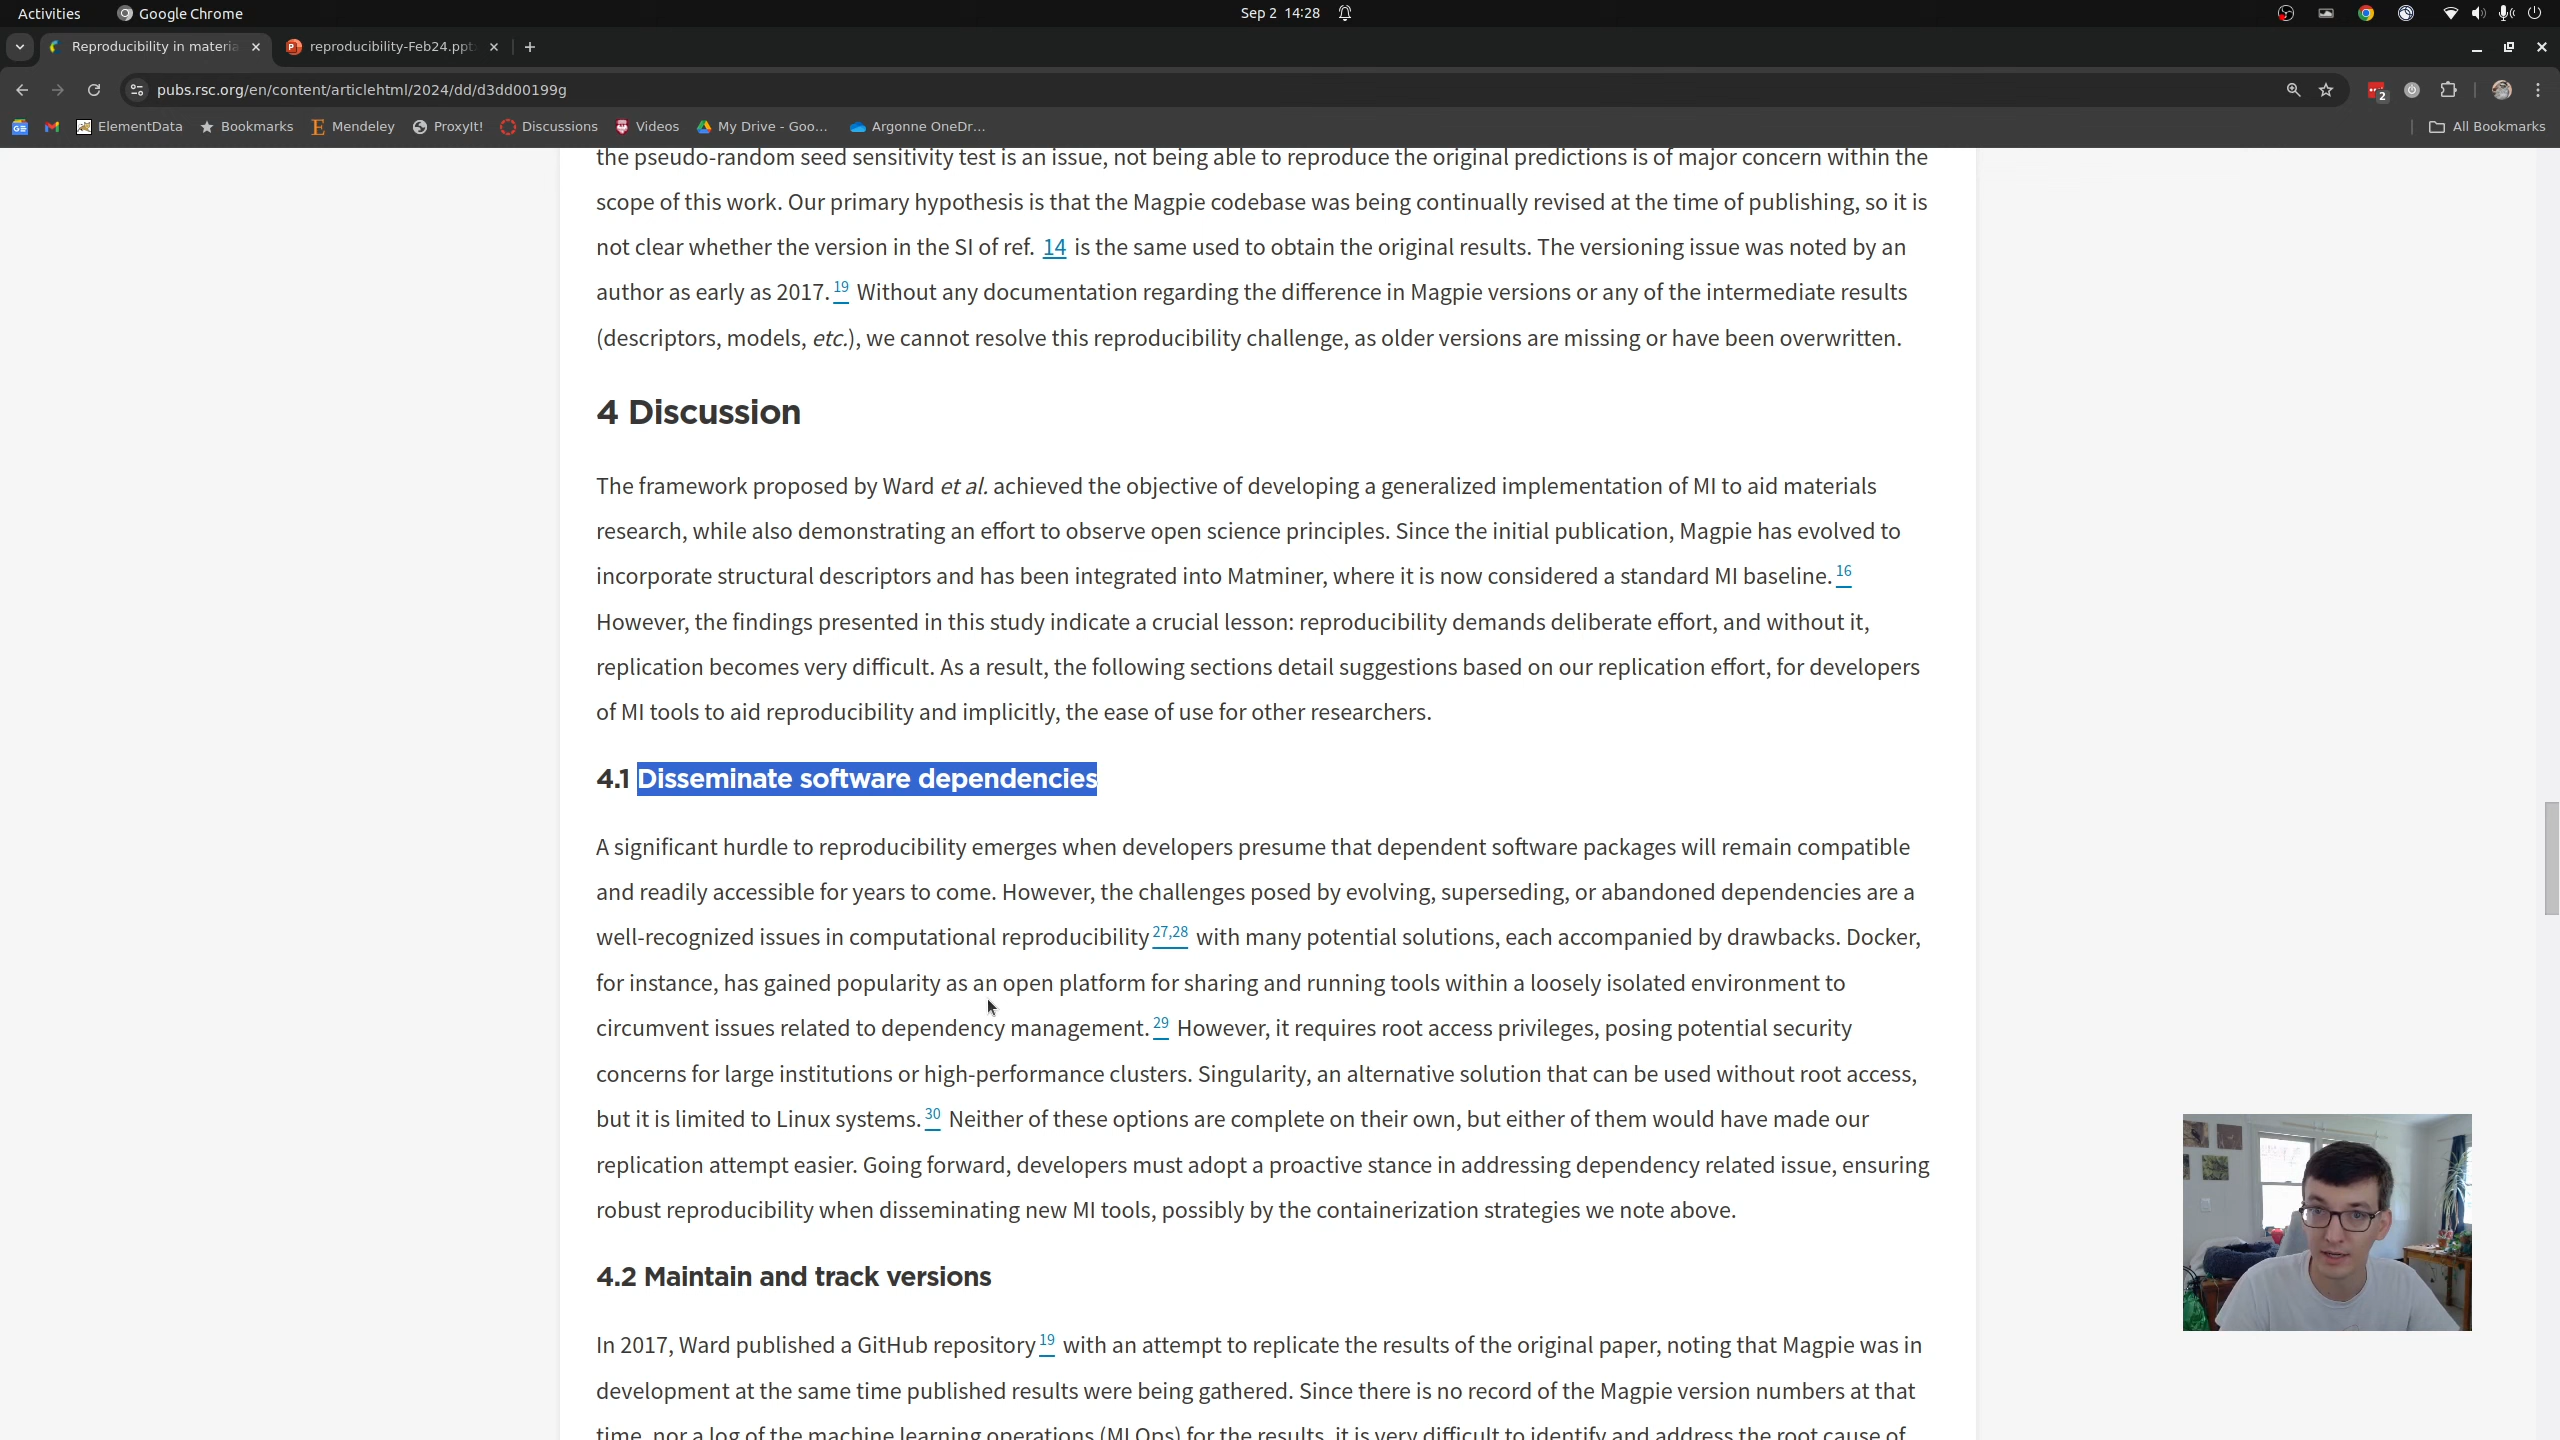 Activities
Google Chrome
Sep 2 14:28
Reproducibility in materia
reproducibility-Feb24.ppt
pubs.rsc.org/en/content/articlehtml/2024/dd/d3dd00199g
2
ElementData
Bookmarks
Mendeley
ProxyIt!
Discussions
Videos
My Drive - Goo...
Argonne OneDr...
All Bookmarks
the pseudo-random seed sensitivity test is an issue, not being able to reproduce the original predictions is of major concern within the
scope of this work. Our primary hypothesis is that the Magpie codebase was being continually revised at the time of publishing, so it is
not clear whether the version in the SI of ref. 14 is the same used to obtain the original results. The versioning issue was noted by an
author as early as 2017.19 Without any documentation regarding the difference in Magpie versions or any of the intermediate results
(descriptors, models, etc.), we cannot resolve this reproducibility challenge, as older versions are missing or have been overwritten.
4 Discussion
The framework proposed by Ward et al. achieved the objective of developing a generalized implementation of MI to aid materials
research, while also demonstrating an effort to observe open science principles. Since the initial publication, Magpie has evolved to
incorporate structural descriptors and has been integrated into Matminer, where it is now considered a standard MI baseline.16
However, the findings presented in this study indicate a crucial lesson: reproducibility demands deliberate effort, and without it,
replication becomes very difficult. As a result, the following sections detail suggestions based on our replication effort, for developers
of MI tools to aid reproducibility and implicitly, the ease of use for other researchers.
4.1 Disseminate software dependencies
A significant hurdle to reproducibility emerges when developers presume that dependent software packages will remain compatible
and readily accessible for years to come. However, the challenges posed by evolving, superseding, or abandoned dependencies are a
well-recognized issues in computational reproducibility27,28 with many potential solutions, each accompanied by drawbacks. Docker,
for instance, has gained popularity as an open platform for sharing and running tools within a loosely isolated environment to
circumvent issues related to dependency management.29 However, it requires root access privileges, posing potential security
concerns for large institutions or high-performance clusters. Singularity, an alternative solution that can be used without root access,
but it is limited to Linux systems.30 Neither of these options are complete on their own, but either of them would have made our
replication attempt easier. Going forward, developers must adopt a proactive stance in addressing dependency related issue, ensuring
robust reproducibility when disseminating new MI tools, possibly by the containerization strategies we note above.
4.2 Maintain and track versions
In 2017, Ward published a GitHub repository19 with an attempt to replicate the results of the original paper, noting that Magpie was in
development at the same time published results were being gathered. Since there is no record of the Magpie version numbers at that
time, nor a log of the machine learning operations (MLOps) for the results, it is very difficult to identify and address the root cause of